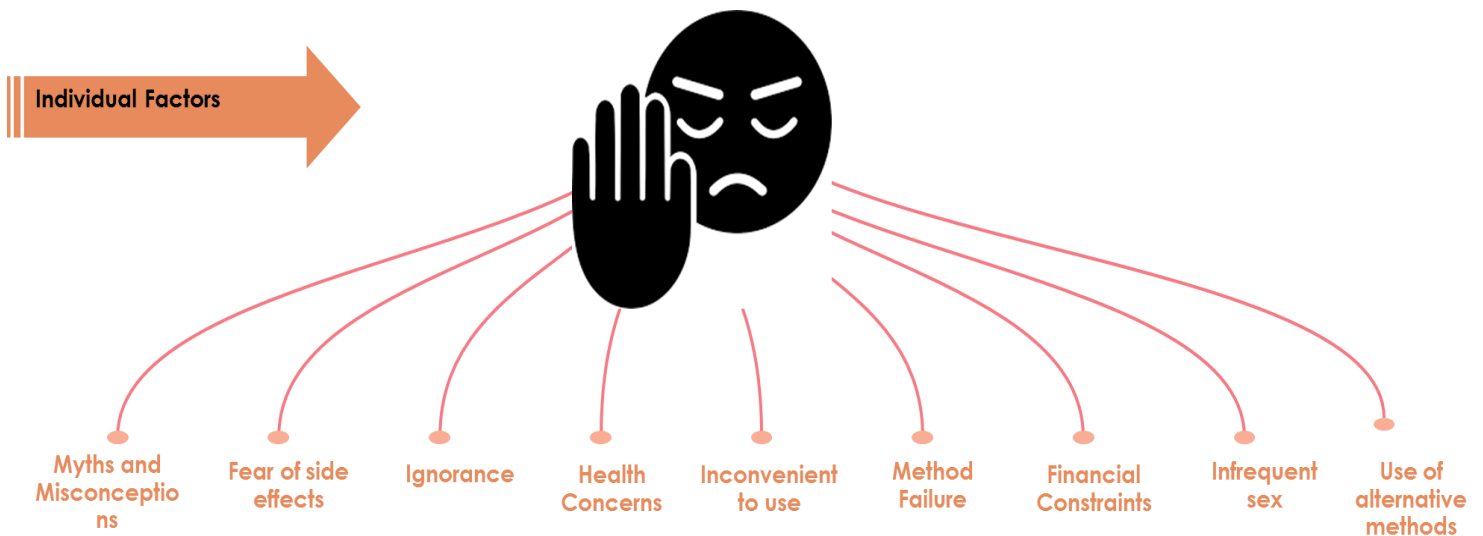 Individual Factors
Myths and
Misconceptio
ns
Fear of side
effects
Ignorance
Health
Concerns
Inconvenient
to use
Method
Failure
Financial
Constraints
Infrequent
sex
Use of
alternative
methods